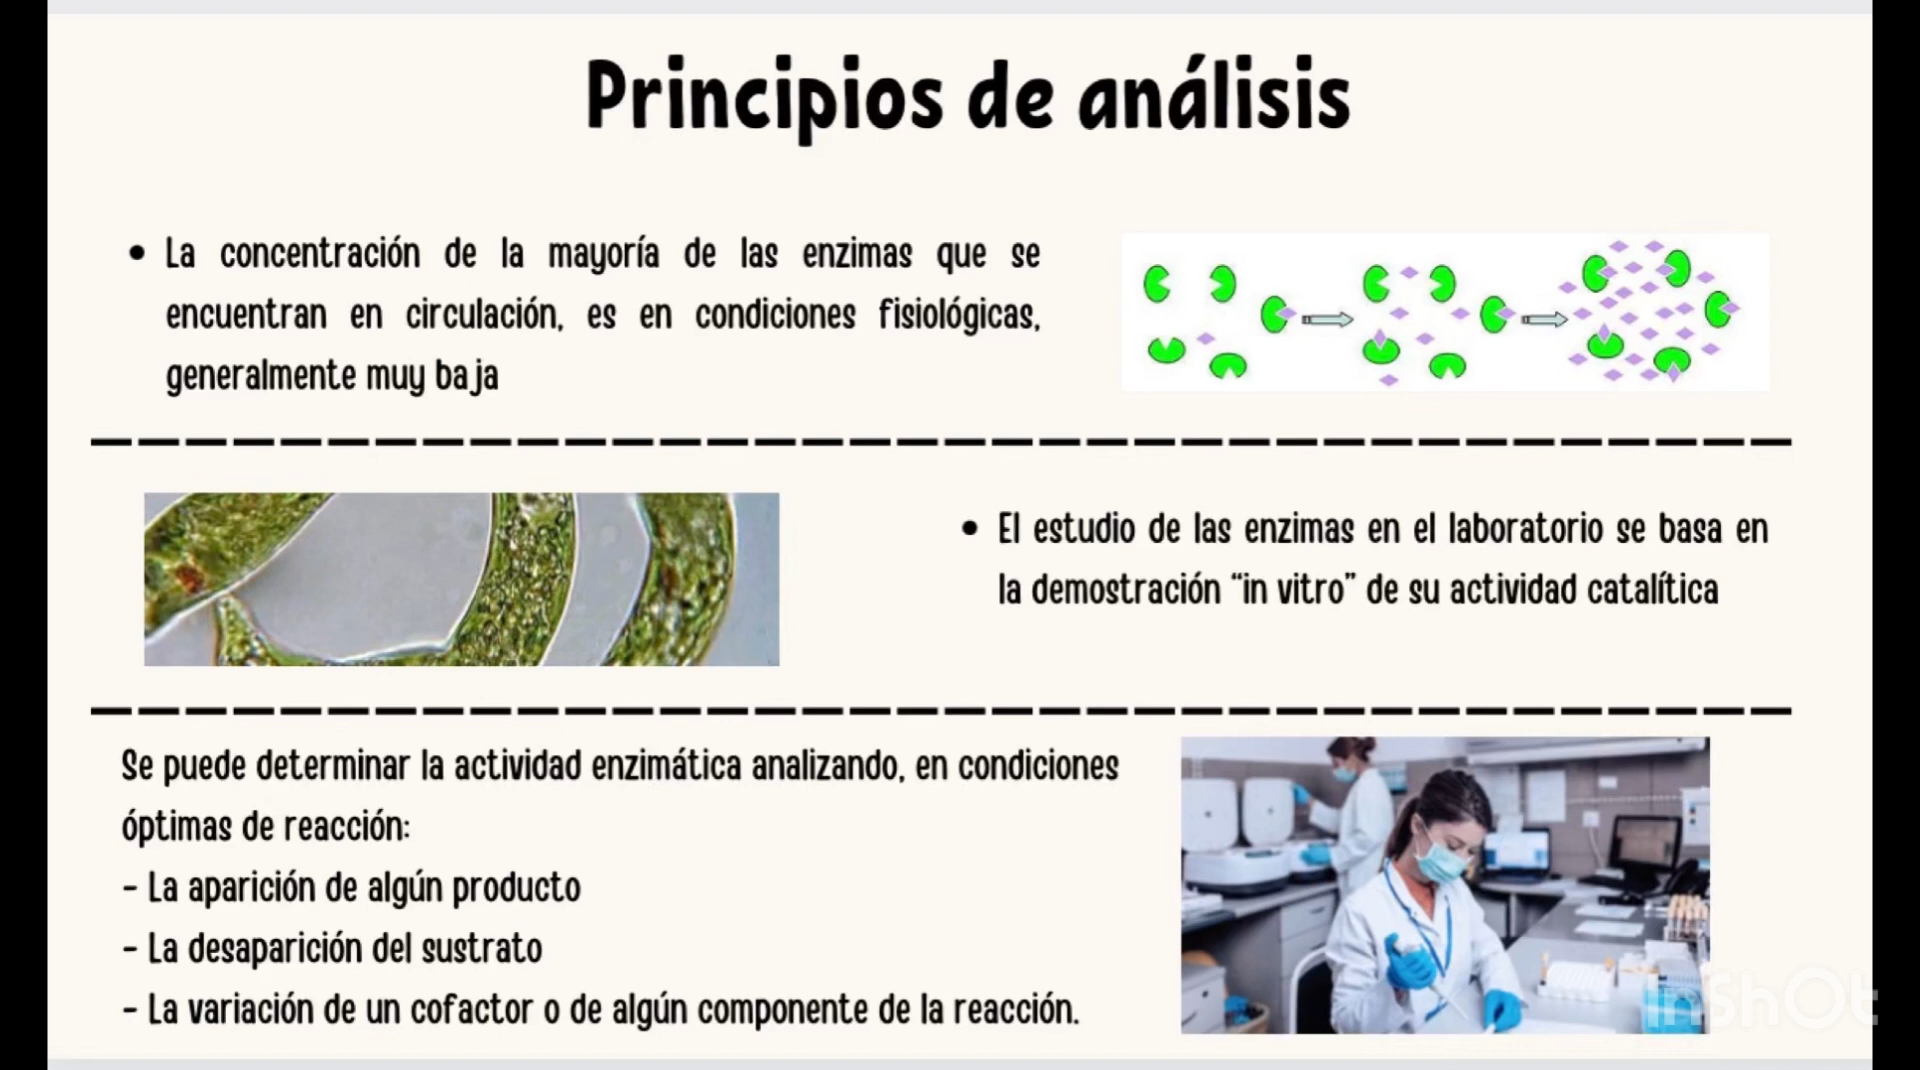 Principios de análisis
• La concentración de la mayoría de las enzimas que se
encuentran en circulación, es en condiciones fisiológicas,
generalmente muy baja
• El estudio de las enzimas en el laboratorio se basa en
la demostración “in vitro” de su actividad catalítica
Se puede determinar la actividad enzimática analizando, en condiciones
óptimas de reacción:
- La aparición de algún producto
- La desaparición del sustrato
- La variación de un cofactor o de algún componente de la reacción.
InShOt